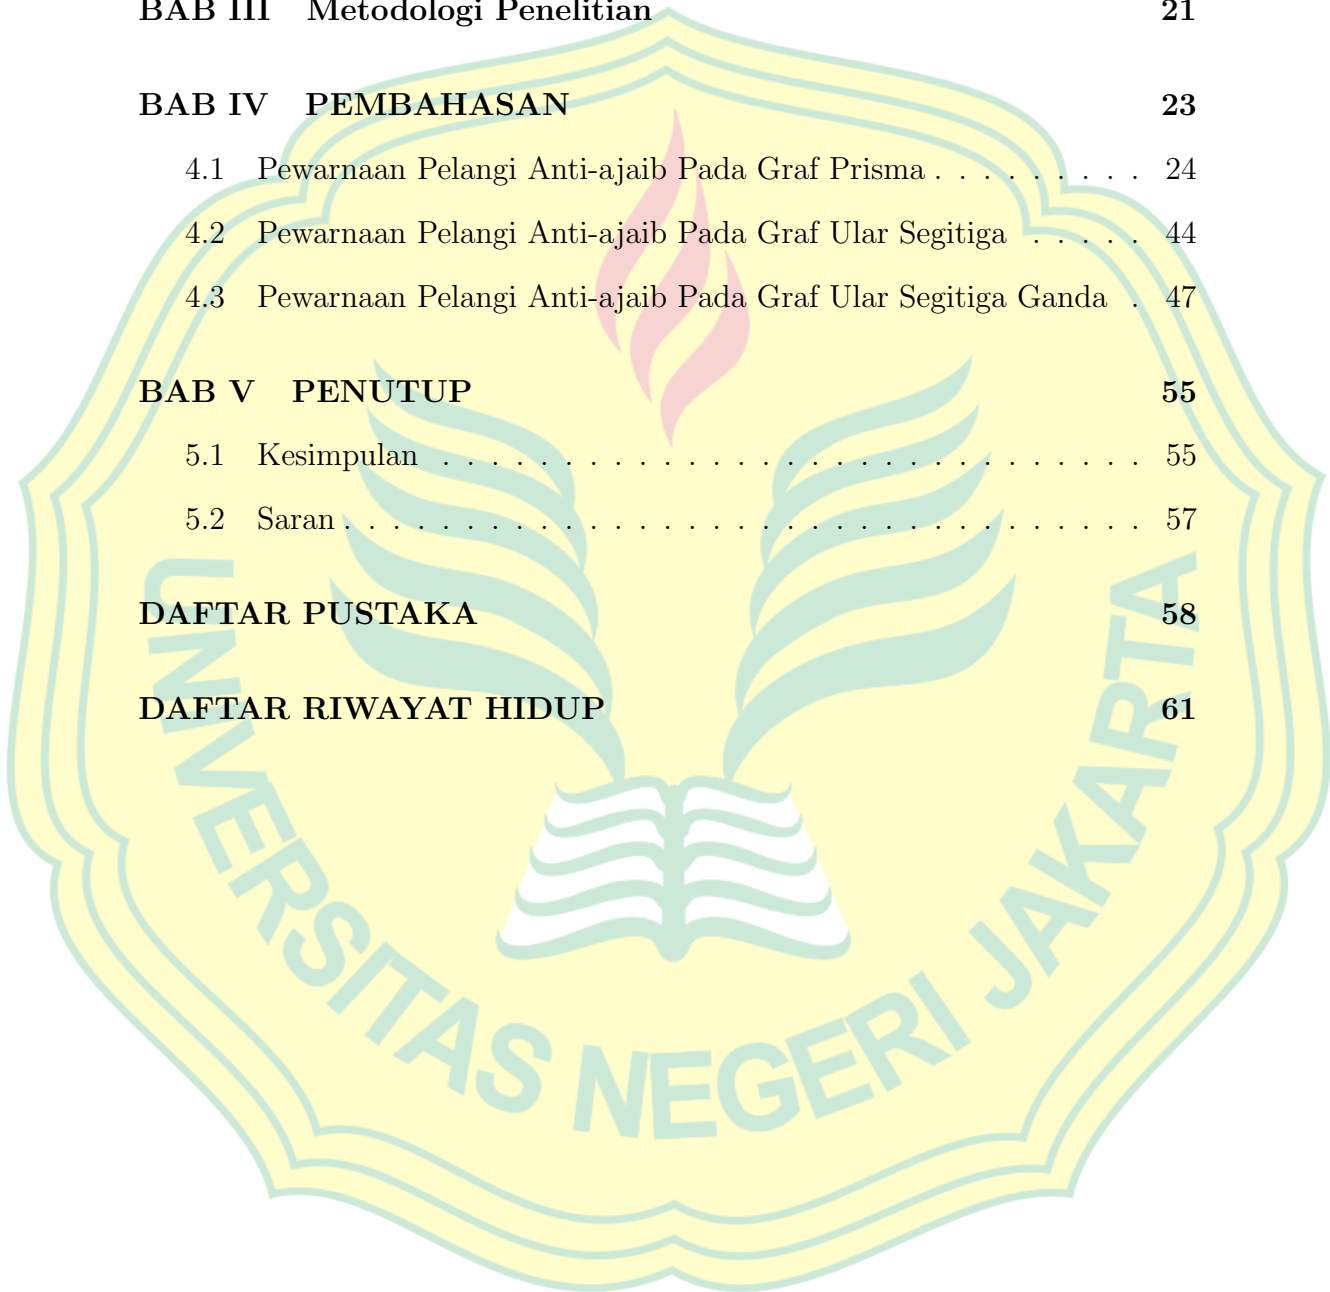 BAB III Metodologi Penelitian 21
BAB IV PEMBAHASAN 23
4.1 Pewarnaan Pelangi Anti-ajaib Pada Graf Prisma . . . . . . . . . 24
4.2 Pewarnaan Pelangi Anti-ajaib Pada Graf Ular Segitiga . . . . . 44
4.3 Pewarnaan Pelangi Anti-ajaib Pada Graf Ular Segitiga Ganda . 47
BAB V PENUTUP 55
5.1 Kesimpulan . . . . . . . . . . . . . . . . . . . . . . . . . . . . . 55
5.2 Saran . . . . . . . . . . . . . . . . . . . . . . . . . . . . . . . . . 57
DAFTAR PUSTAKA 58
DAFTAR RIWAYAT HIDUP 61
UNIVERSITAS NEGERI JAKARTA